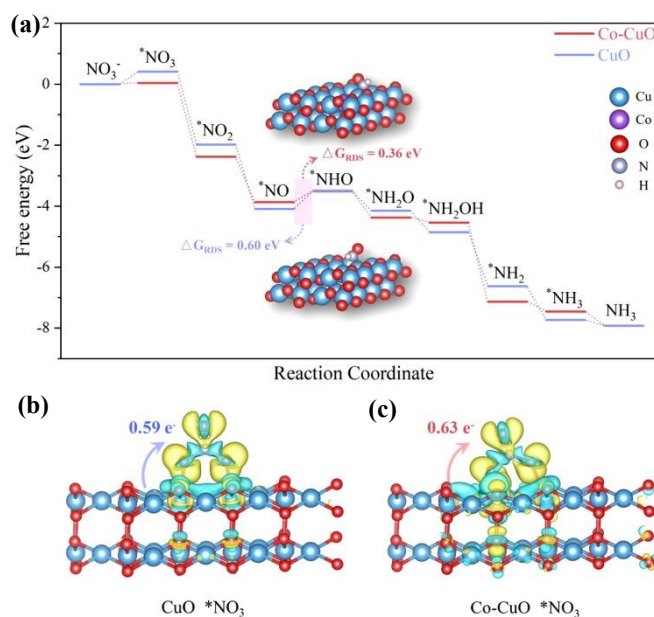 (a)
2
0
-2
-4
-6
-8
Free energy (eV)
Reaction Coordinate
NO₃⁻
*NO₃
*NO₂
*NO
*NHO
*NH₂O
*NH₂OH
*NH₂
*NH₃
NH₃
△G_RDS = 0.36 eV
△G_RDS = 0.60 eV
Co-CuO
CuO
Cu
Co
O
N
H
(b)
0.59 e⁻
CuO *NO₃
(c)
0.63 e⁻
Co-CuO *NO₃